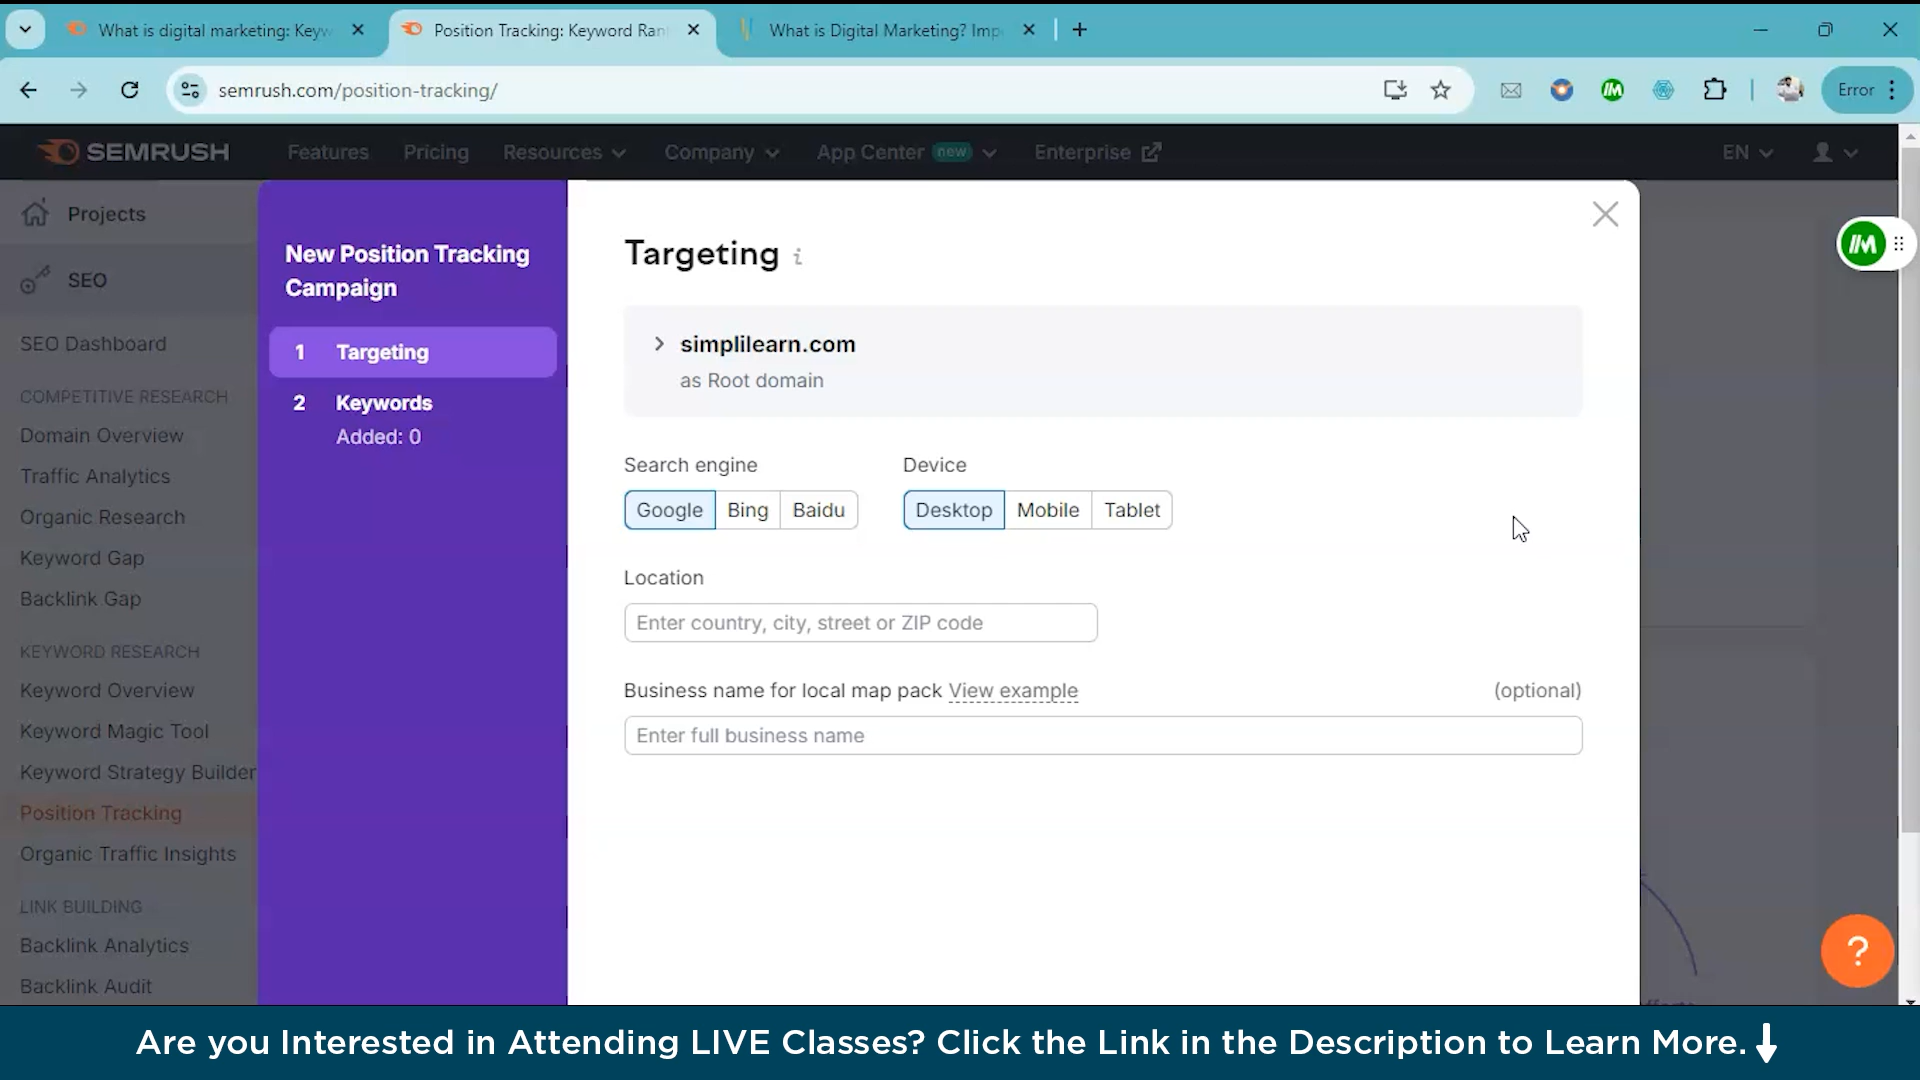 What is digital marketing: Keyw
Position Tracking: Keyword Ran
What is Digital Marketing? Imp
semrush.com/position-tracking/
Error
SEMRUSH
Features
Pricing
Resources
Company
App Center new
Enterprise
EN
Projects
SEO
SEO Dashboard
COMPETITIVE RESEARCH
Domain Overview
Traffic Analytics
Organic Research
Keyword Gap
Backlink Gap
KEYWORD RESEARCH
Keyword Overview
Keyword Magic Tool
Keyword Strategy Builder
Position Tracking
Organic Traffic Insights
LINK BUILDING
Backlink Analytics
Backlink Audit
New Position Tracking
Campaign
1 Targeting
2 Keywords
Added: 0
Targeting i
simplilearn.com
as Root domain
Search engine
Device
Google Bing Baidu
Desktop Mobile Tablet
Location
Enter country, city, street or ZIP code
Business name for local map pack View example (optional)
Enter full business name
?
Are you Interested in Attending LIVE Classes? Click the Link in the Description to Learn More.